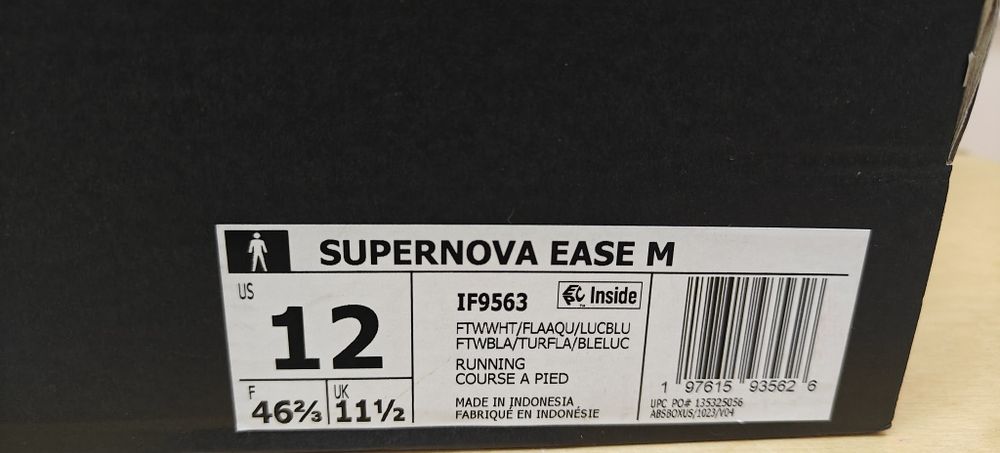 SUPERNOVA EASE M
US
12
F
46⅔
UK
11½
IF9563
Inside
™
FTWWHT/FLAAQU/LUCBLU
FTWBLA/TURFLA/BLELUC
RUNNING
COURSE A PIED
MADE IN INDONESIA
FABRIQUÉ EN INDONÉSIE
1 97615 93562 6
UPC PO# 135325056
ABSBOXUS/1023/V04